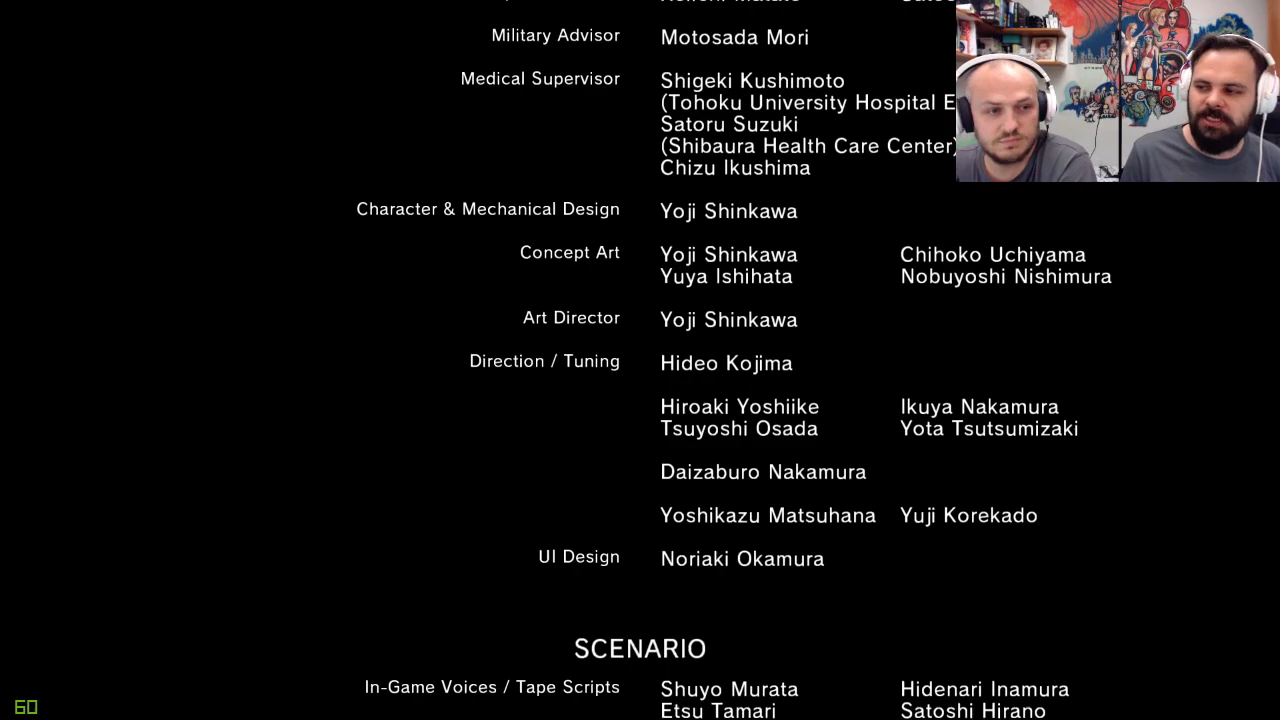 Military Advisor Motosada Mori
Medical Supervisor Shigeki Kushimoto
(Tohoku University Hospital E
Satoru Suzuki
(Shibaura Health Care Center)
Chizu Ikushima
Character & Mechanical Design Yoji Shinkawa
Concept Art Yoji Shinkawa Chihoko Uchiyama
Yuya Ishihata Nobuyoshi Nishimura
Art Director Yoji Shinkawa
Direction / Tuning Hideo Kojima
Hiroaki Yoshiike Ikuya Nakamura
Tsuyoshi Osada Yota Tsutsumizaki
Daizaburo Nakamura
Yoshikazu Matsuhana Yuji Korekado
UI Design Noriaki Okamura
SCENARIO
In-Game Voices / Tape Scripts Shuyo Murata Hidenari Inamura
Etsu Tamari Satoshi Hirano
60